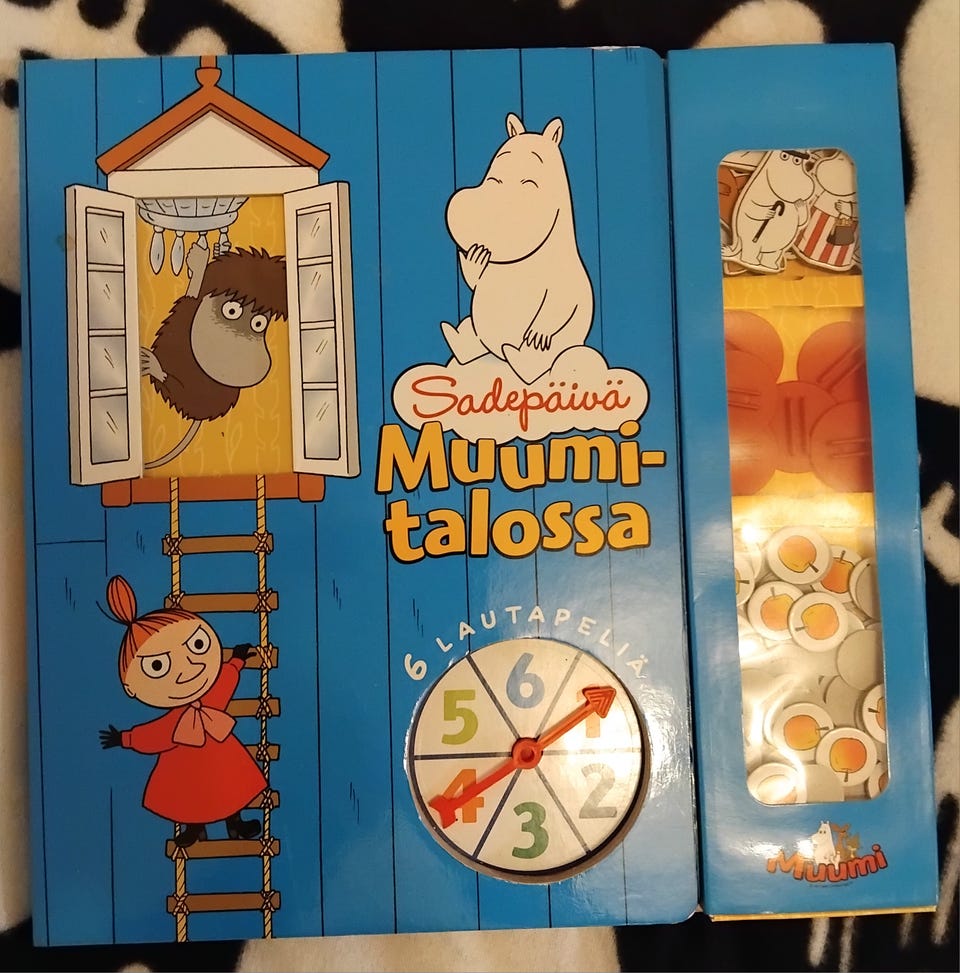 Sadepäivä
Muumi-
talossa
6 LAUTAPELIÄ
6
5
1
4
2
3
Muumi